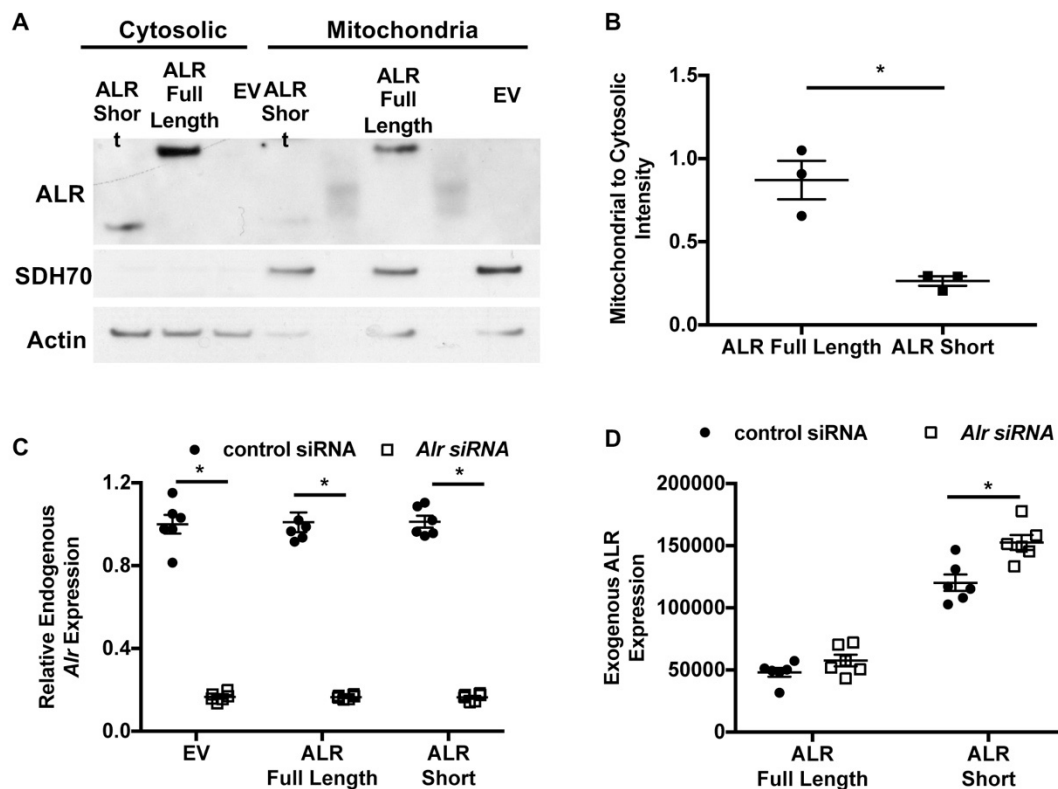 A
Cytosolic
Mitochondria
ALR
Shor
t
ALR
Full
Length
EV
ALR
Shor
t
ALR
Full
Length
EV
ALR
SDH70
Actin
B
*
Mitochondrial to Cytosolic
Intensity
1.5
1.0
0.5
0.0
ALR Full Length
ALR Short
C
control siRNA
Alr siRNA
*
*
*
Relative Endogenous
Alr Expression
1.2
0.8
0.4
0.0
EV
ALR
Full Length
ALR
Short
D
control siRNA
Alr siRNA
*
Exogenous ALR
Expression
200000
150000
100000
50000
0
ALR
Full Length
ALR
Short